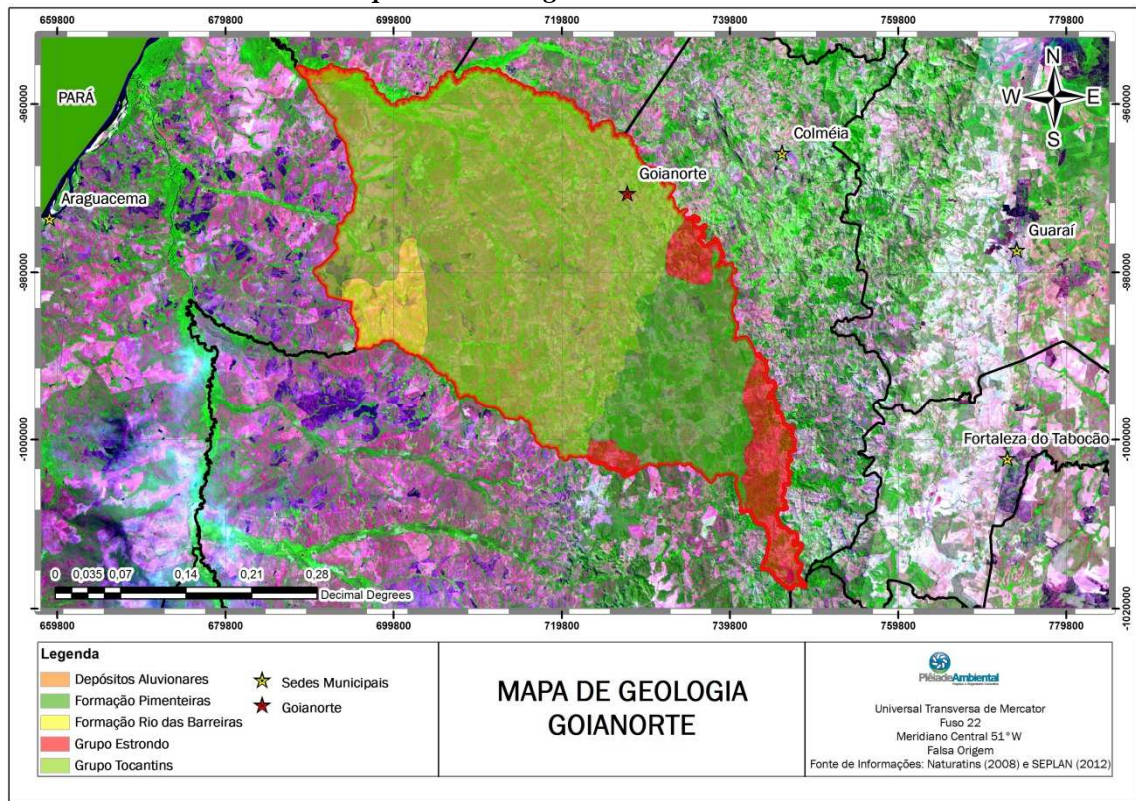 659800 679800 699800 719800 739800 759800 779800
-960000
-980000
-1000000
-960000
-980000
-1000000
-1020000
N
W E
S
PARÁ
Colméia
Goianorte
Araguacema
Guaraí
Fortaleza do Tabocão
0 0,035 0,07 0,14 0,21 0,28
Decimal Degrees
659800 679800 699800 719800 739800 759800 779800
Legenda
Depósitos Aluvionares
Formação Pimenteiras
Formação Rio das Barreiras
Grupo Estrondo
Grupo Tocantins
Sedes Municipais
Goianorte
MAPA DE GEOLOGIA
GOIANORTE
PlêiadeAmbiental
Universal Transversa de Mercator
Fuso 22
Meridiano Central 51°W
Falsa Origem
Fonte de Informações: Naturatins (2008) e SEPLAN (2012)